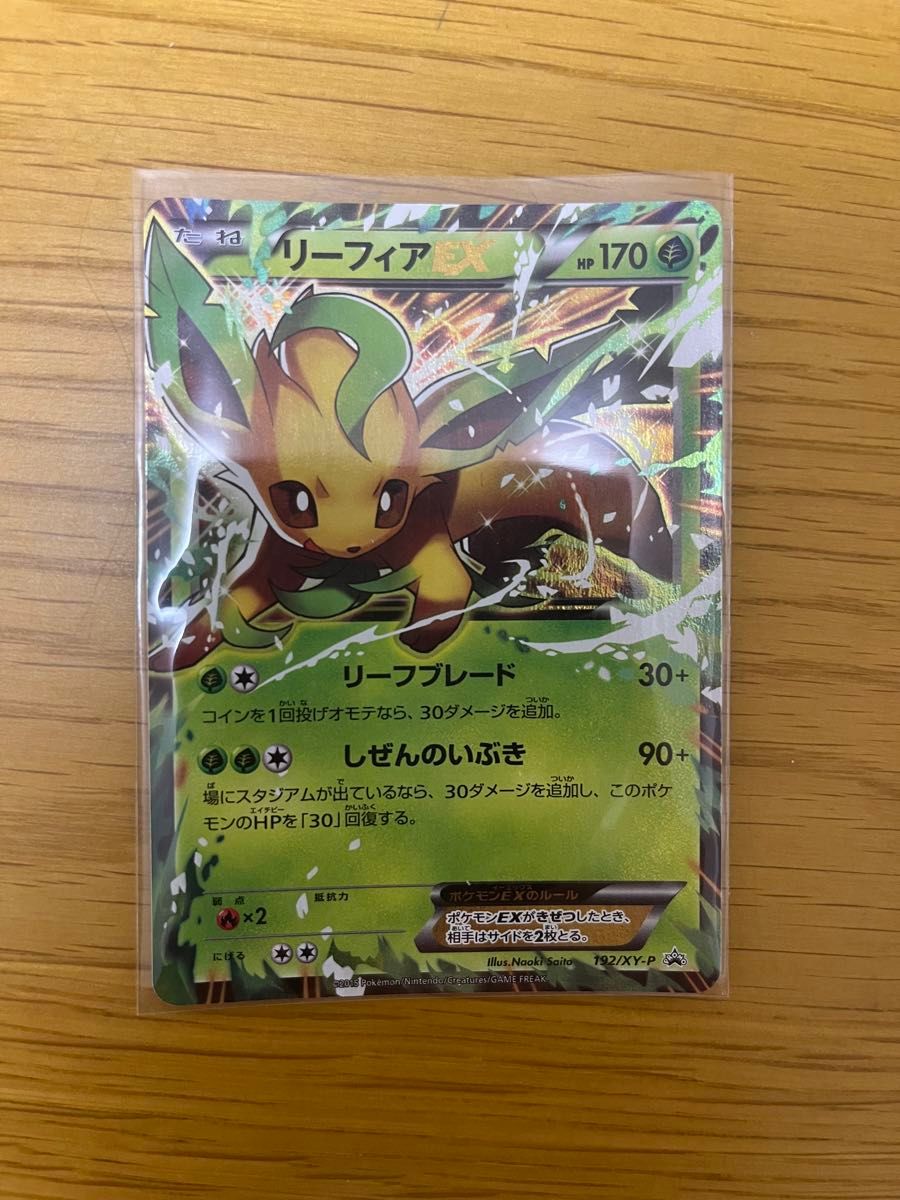 たね リーフィアEX HP170
リーフブレード 30+
コインを1回投げオモテなら、30ダメージを追加。
しぜんのいぶき 90+
場にスタジアムが出ているなら、30ダメージを追加し、このポケ
モンのHPを「30」回復する。
弱点 抵抗力
×2
ポケモンEXのルール
ポケモンEXがきぜつしたとき、
相手はサイドを2枚とる。
にげる
Illus.Naoki Saito 192/XY-P
©2015 Pokémon/Nintendo/Creatures/GAME FREAK.